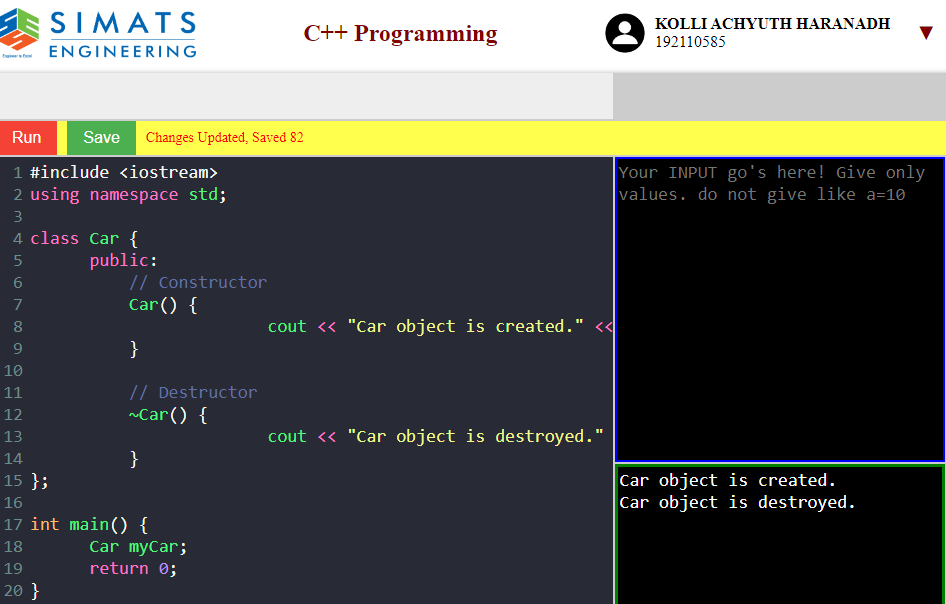 SIMATS
ENGINEERING
Engineer to Excel
C++ Programming
KOLLI ACHYUTH HARANADH
192110585
▼
Run
Save
Changes Updated, Saved 82
1 #include <iostream>
2 using namespace std;
3
4 class Car {
5       public:
6           // Constructor
7           Car() {
8                         cout << "Car object is created." <<
9           }
10
11           // Destructor
12           ~Car() {
13                         cout << "Car object is destroyed."
14           }
15 };
16
17 int main() {
18       Car myCar;
19       return 0;
20 }
Your INPUT go's here! Give only
values. do not give like a=10
Car object is created.
Car object is destroyed.